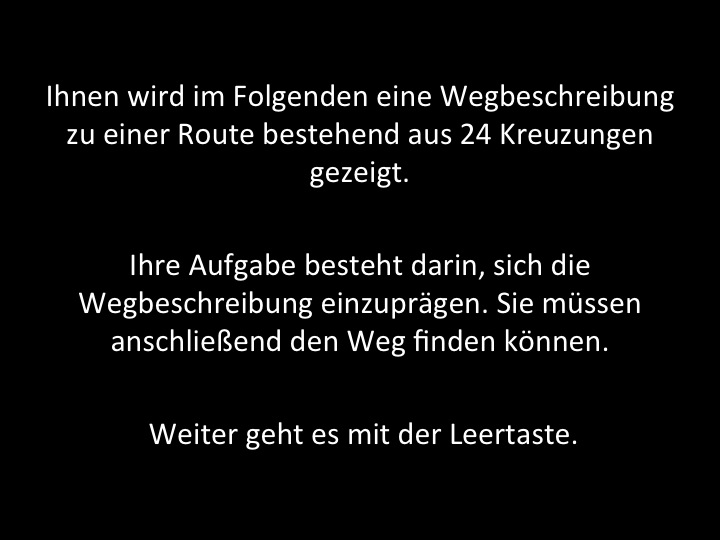 Ihnen wird im Folgenden eine Wegbeschreibung
zu einer Route bestehend aus 24 Kreuzungen
gezeigt.
Ihre Aufgabe besteht darin, sich die
Wegbeschreibung einzuprägen. Sie müssen
anschließend den Weg finden können.
Weiter geht es mit der Leertaste.